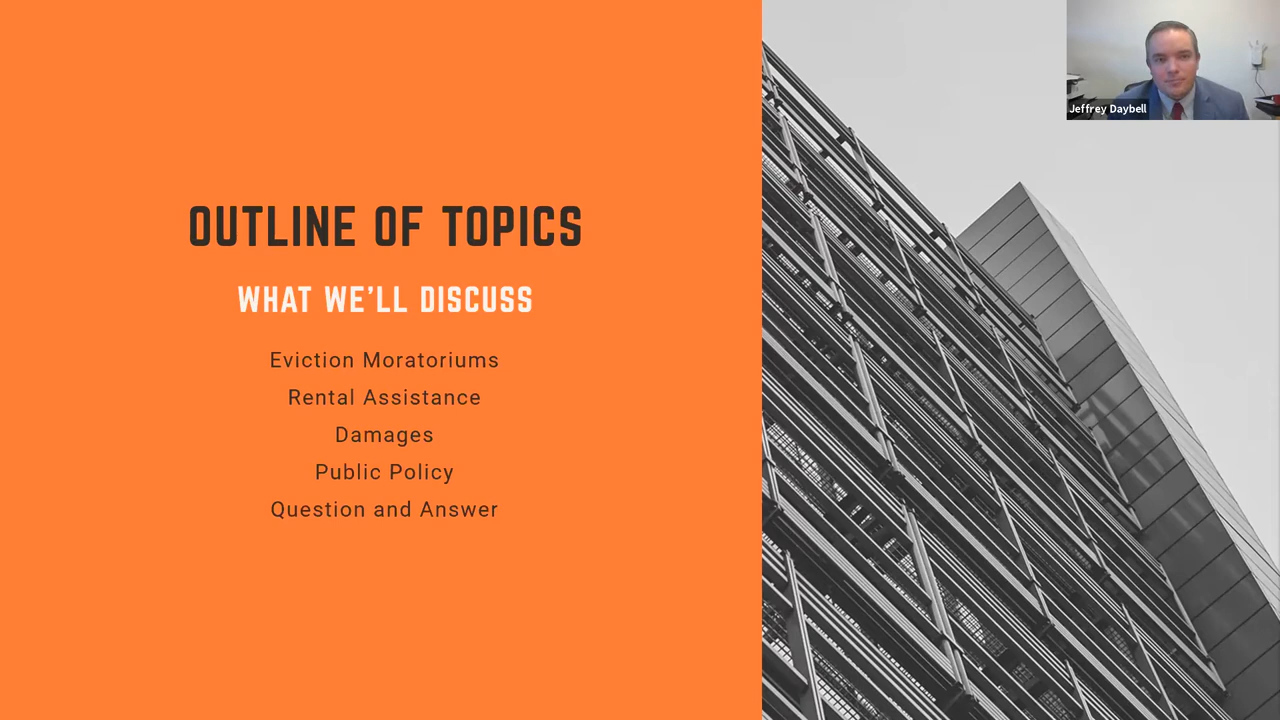 OUTLINE OF TOPICS
WHAT WE'LL DISCUSS
Eviction Moratoriums
Rental Assistance
Damages
Public Policy
Question and Answer
Jeffrey Daybell